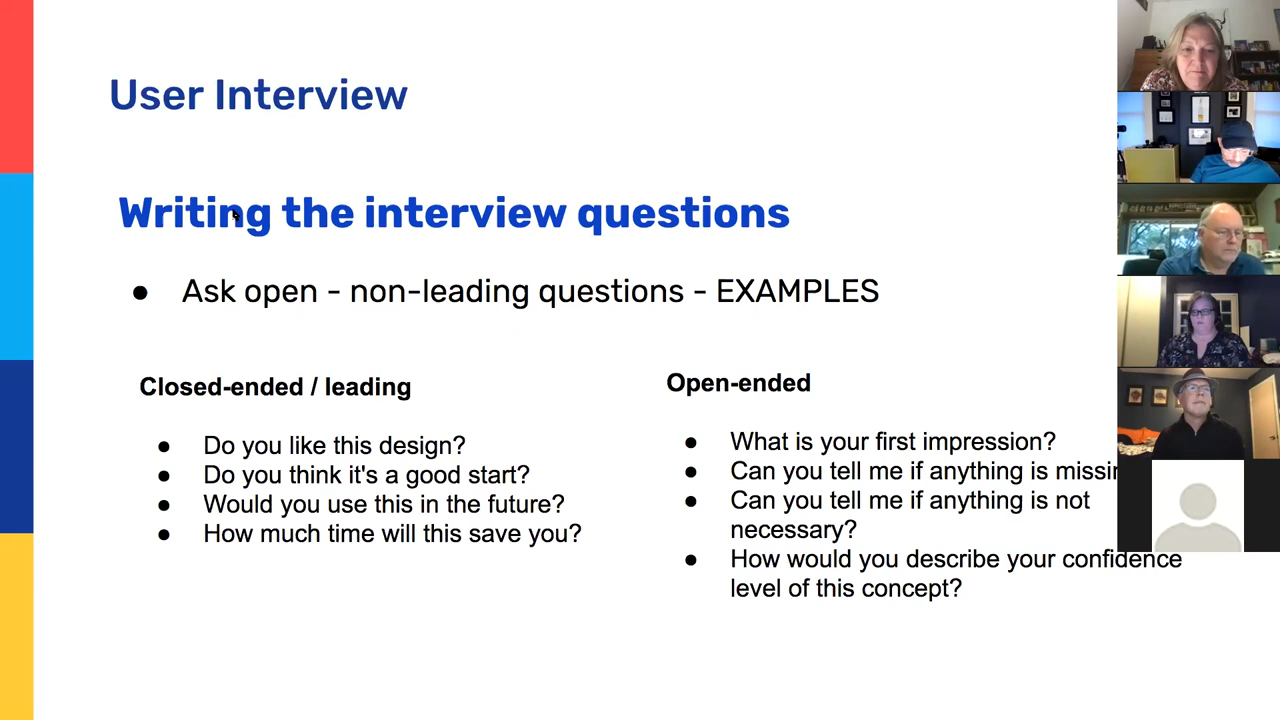 User Interview
Writing the interview questions
● Ask open - non-leading questions - EXAMPLES
Closed-ended / leading
● Do you like this design?
● Do you think it's a good start?
● Would you use this in the future?
● How much time will this save you?
Open-ended
● What is your first impression?
● Can you tell me if anything is
● Can you tell me if anything is not
necessary?
● How would you describe your confidence
level of this concept?